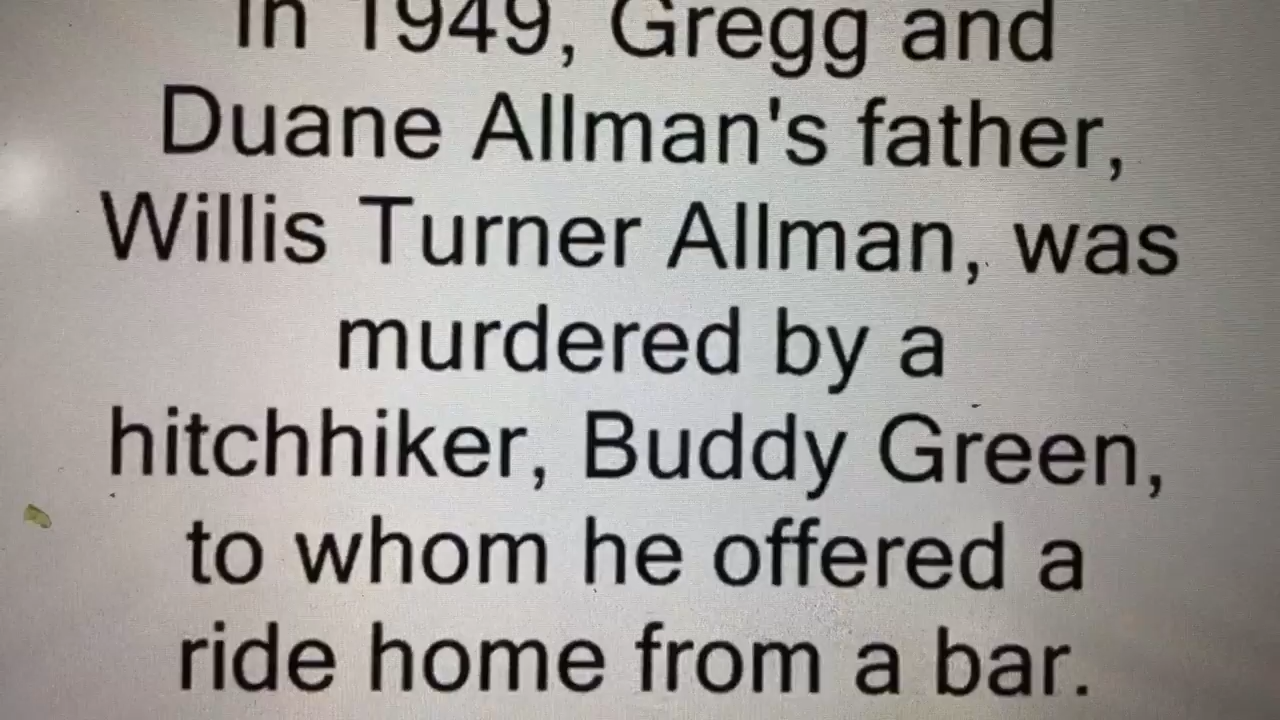 In 1949, Gregg and
Duane Allman's father,
Willis Turner Allman, was
murdered by a
hitchhiker, Buddy Green,
to whom he offered a
ride home from a bar.